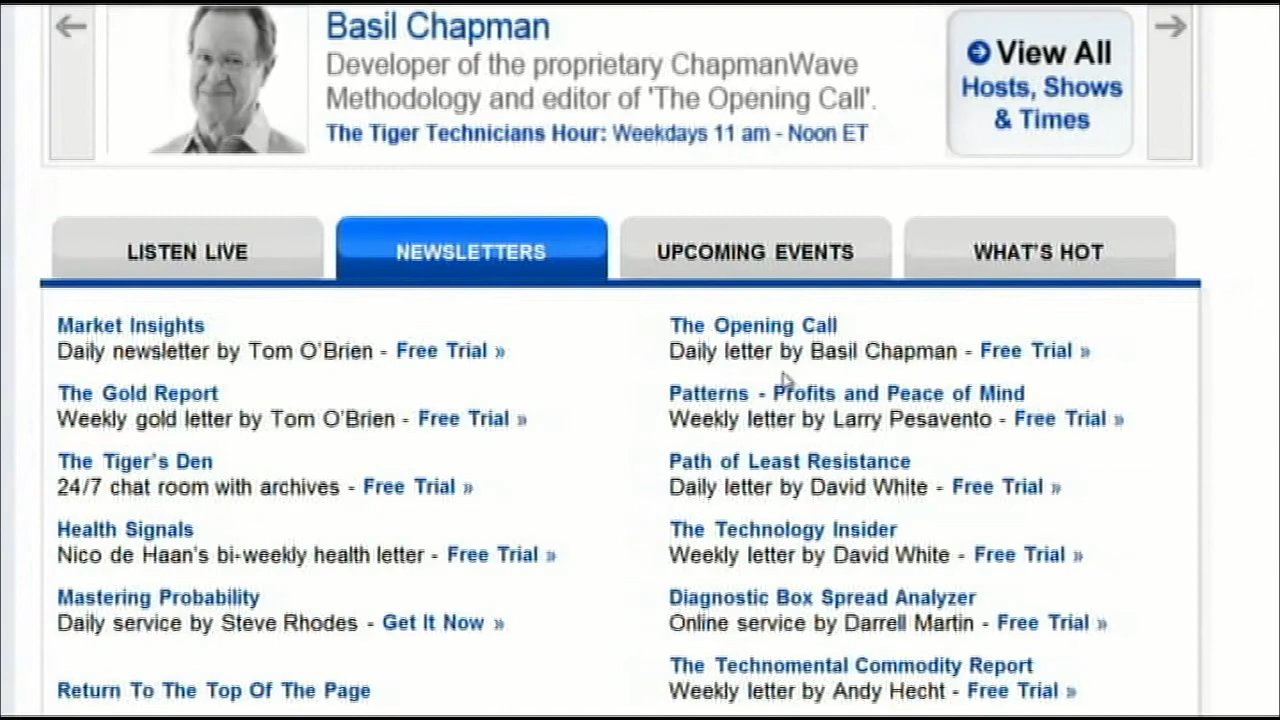 Basil Chapman
Developer of the proprietary ChapmanWave
Methodology and editor of 'The Opening Call'.
The Tiger Technicians Hour: Weekdays 11 am - Noon ET
View All
Hosts, Shows
& Times
LISTEN LIVE
NEWSLETTERS
UPCOMING EVENTS
WHAT'S HOT
Market Insights
Daily newsletter by Tom O'Brien - Free Trial »
The Gold Report
Weekly gold letter by Tom O'Brien - Free Trial »
The Tiger's Den
24/7 chat room with archives - Free Trial »
Health Signals
Nico de Haan's bi-weekly health letter - Free Trial »
Mastering Probability
Daily service by Steve Rhodes - Get It Now »
Return To The Top Of The Page
The Opening Call
Daily letter by Basil Chapman - Free Trial »
Patterns - Profits and Peace of Mind
Weekly letter by Larry Pesavento - Free Trial »
Path of Least Resistance
Daily letter by David White - Free Trial »
The Technology Insider
Weekly letter by David White - Free Trial »
Diagnostic Box Spread Analyzer
Online service by Darrell Martin - Free Trial »
The Technomental Commodity Report
Weekly letter by Andy Hecht - Free Trial »